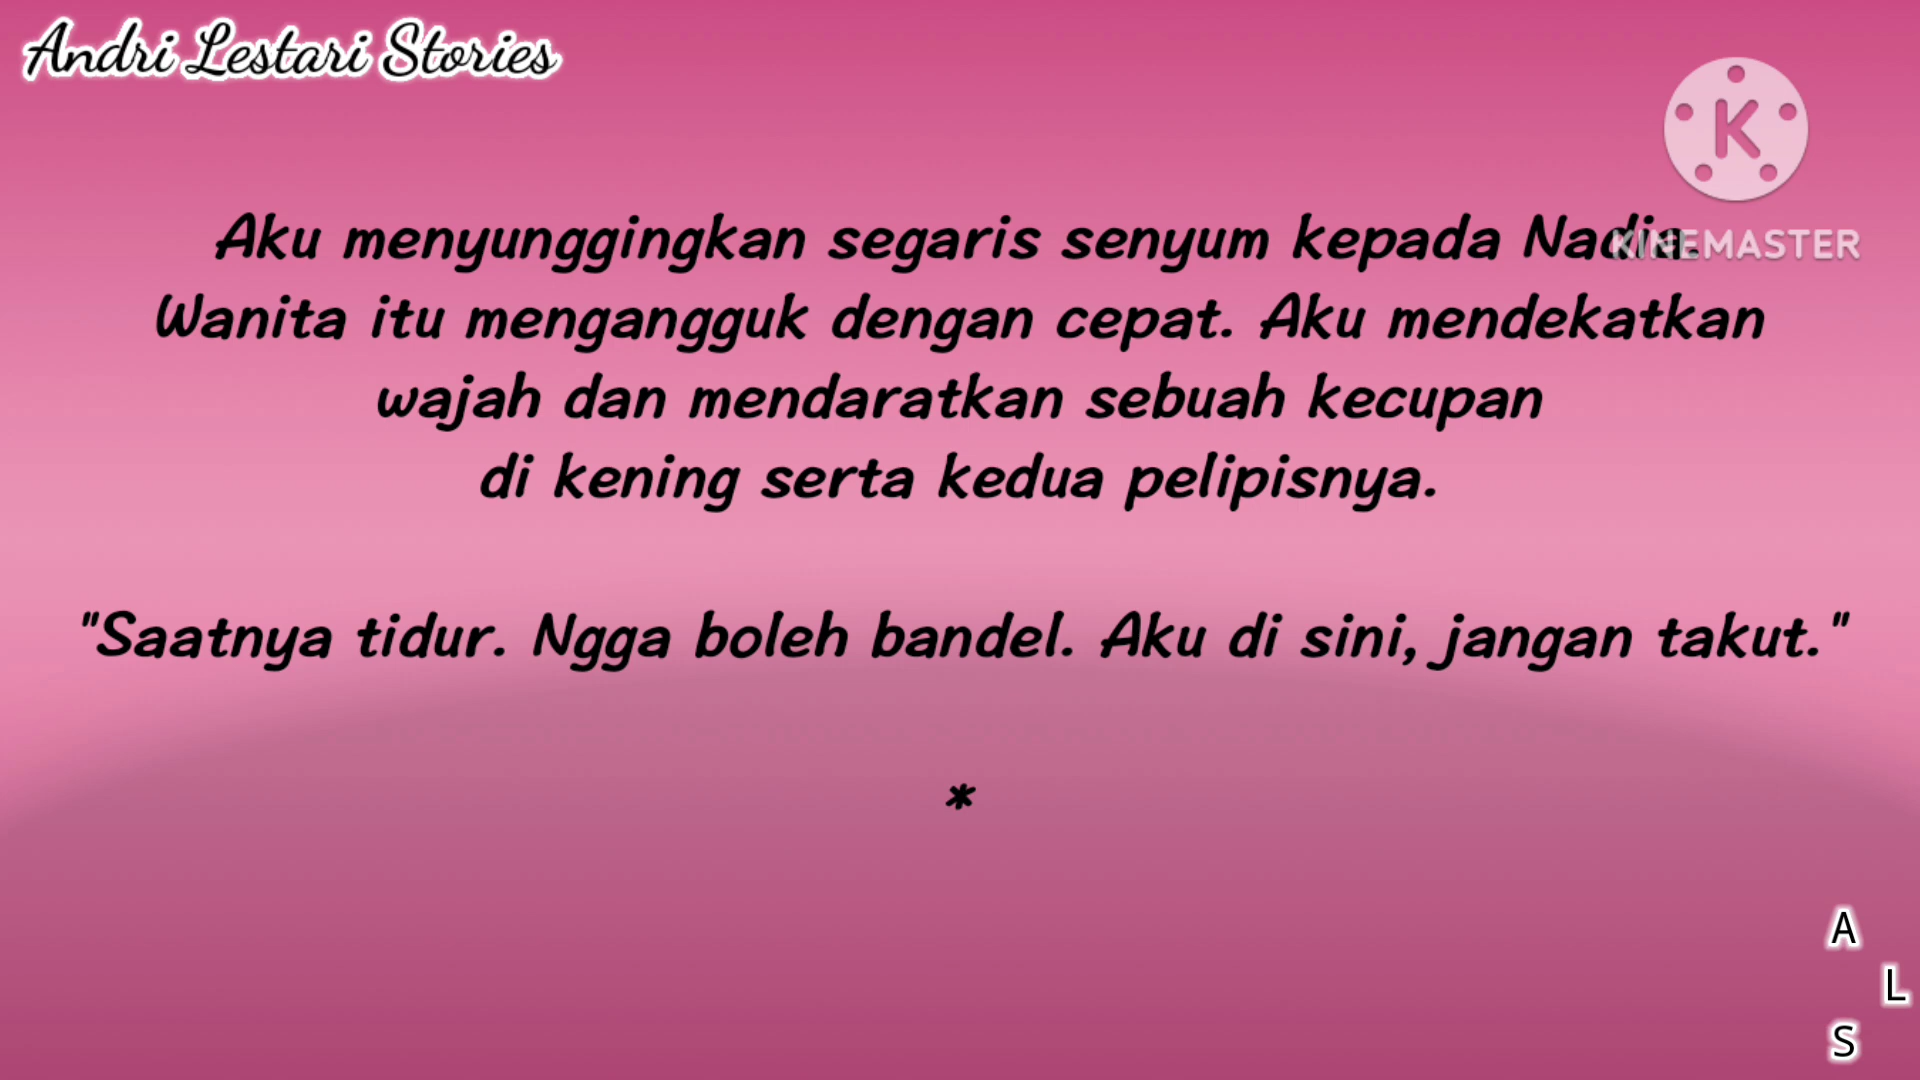 Andri Lestari Stories
K
KINEMASTER
Aku menyunggingkan segaris senyum kepada Nadia.
Wanita itu mengangguk dengan cepat. Aku mendekatkan
wajah dan mendaratkan sebuah kecupan
di kening serta kedua pelipisnya.
"Saatnya tidur. Ngga boleh bandel. Aku di sini, jangan takut."
*
A
L
S